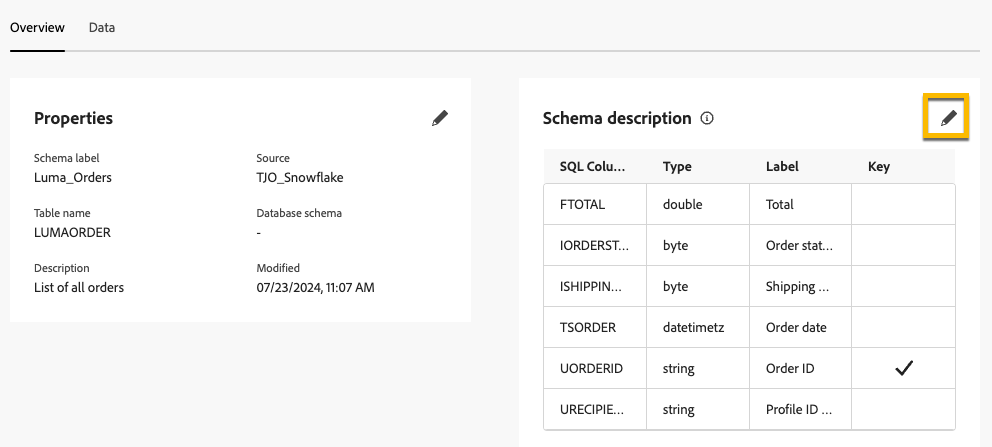 Overview Data
Properties
Schema label Source
Luma_Orders TJO_Snowflake
Table name Database schema
LUMAORDER -
Description Modified
List of all orders 07/23/2024, 11:07 AM
Schema description
SQL Colu... Type Label Key
FTOTAL double Total
IORDERST... byte Order stat...
ISHIPPIN... byte Shipping ...
TSORDER datetimetz Order date
UORDERID string Order ID
URECIPIE... string Profile ID ...